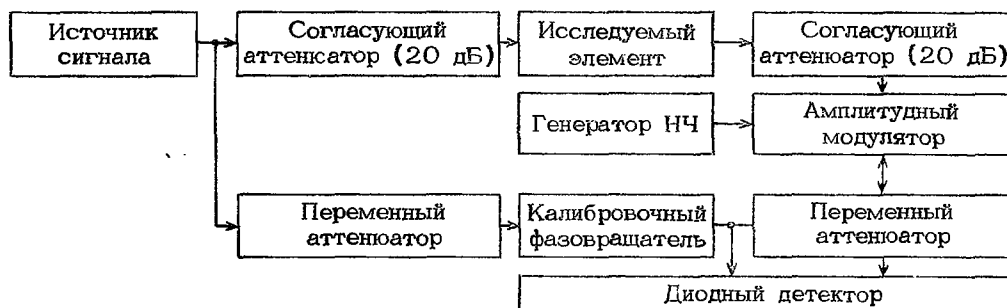 Источник
сигнала
Согласующий
аттенсатор (20 дБ)
Исследуемый
элемент
Согласующий
аттенюатор (20 дБ)
Генератор НЧ
Амплитудный
модулятор
Переменный
аттенюатор
Калибровочный
фазовращатель
Переменный
аттенюатор
Диодный детектор